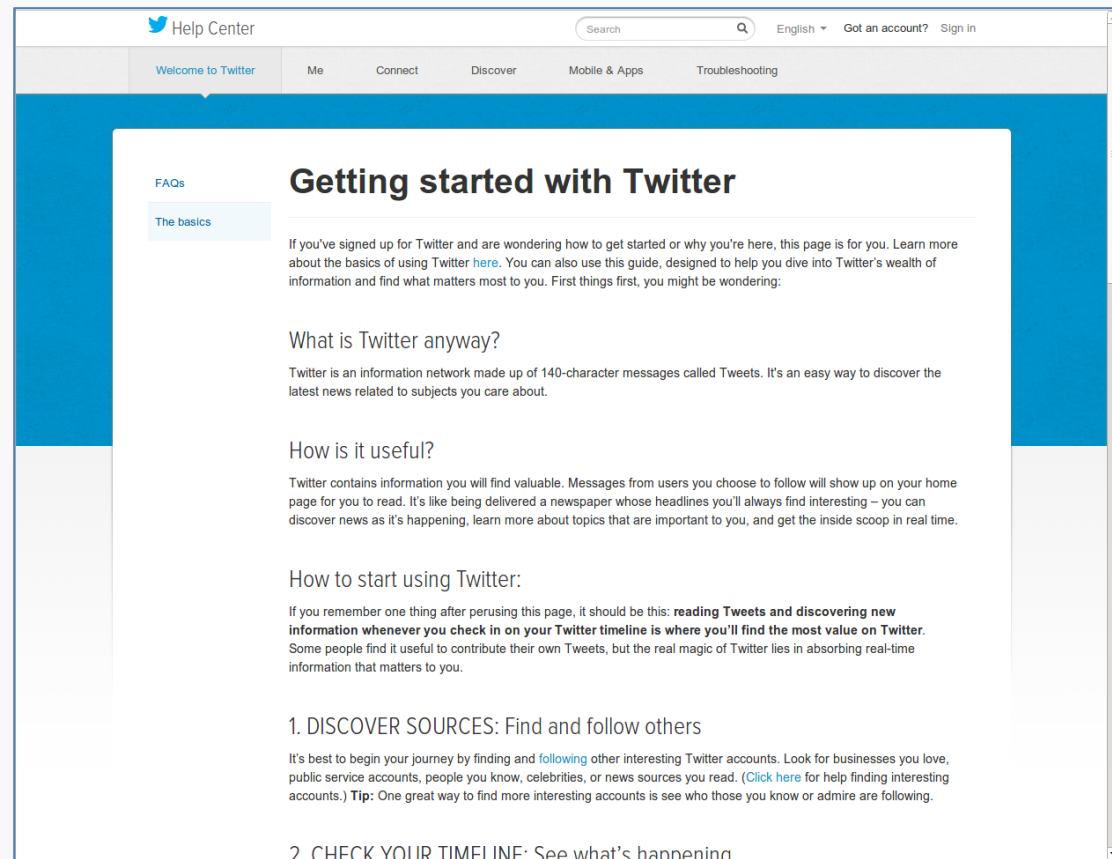 Help Center
Search
English
Got an account?
Sign in
Welcome to Twitter
Me
Connect
Discover
Mobile & Apps
Troubleshooting
FAQs
The basics
Getting started with Twitter
If you've signed up for Twitter and are wondering how to get started or why you're here, this page is for you. Learn more
about the basics of using Twitter here. You can also use this guide, designed to help you dive into Twitter's wealth of
information and find what matters most to you. First things first, you might be wondering:
What is Twitter anyway?
Twitter is an information network made up of 140-character messages called Tweets. It's an easy way to discover the
latest news related to subjects you care about.
How is it useful?
Twitter contains information you will find valuable. Messages from users you choose to follow will show up on your home
page for you to read. It's like being delivered a newspaper whose headlines you'll always find interesting – you can
discover news as it's happening, learn more about topics that are important to you, and get the inside scoop in real time.
How to start using Twitter:
If you remember one thing after perusing this page, it should be this: reading Tweets and discovering new
information whenever you check in on your Twitter timeline is where you'll find the most value on Twitter.
Some people find it useful to contribute their own Tweets, but the real magic of Twitter lies in absorbing real-time
information that matters to you.
1. DISCOVER SOURCES: Find and follow others
It's best to begin your journey by finding and following other interesting Twitter accounts. Look for businesses you love,
public service accounts, people you know, celebrities, or news sources you read. (Click here for help finding interesting
accounts.) Tip: One great way to find more interesting accounts is see who those you know or admire are following.
2. CHECK YOUR TIMELINE: See what's happening